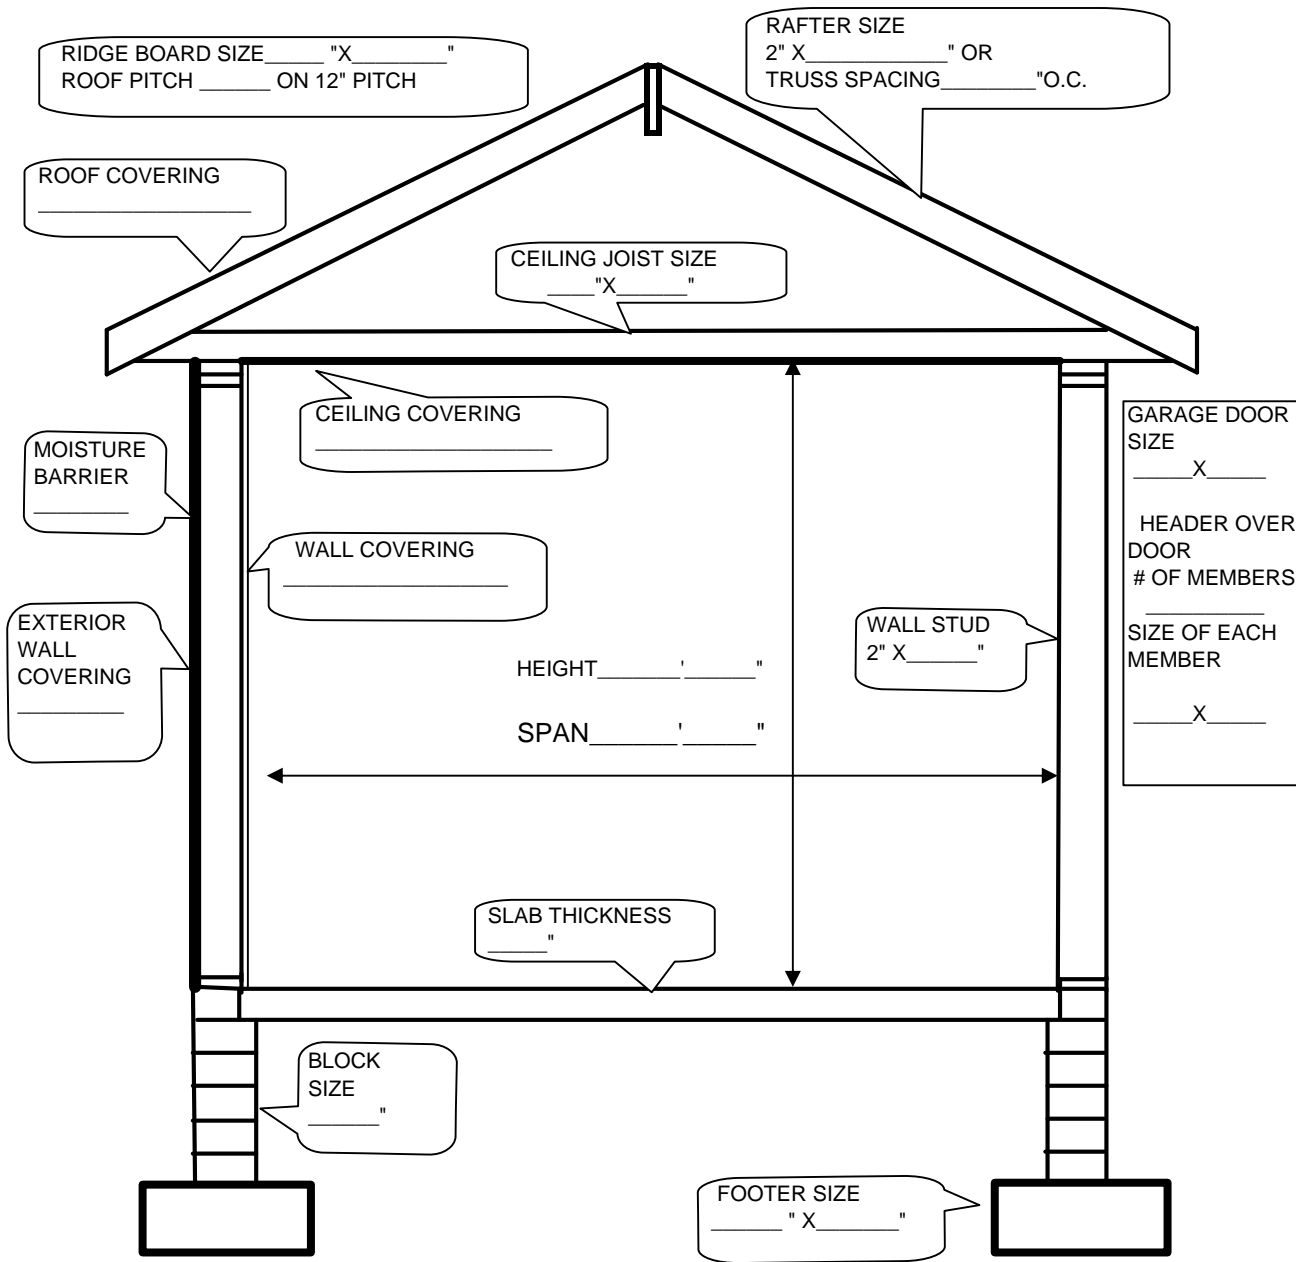 RIDGE BOARD SIZE_____ "X________"
ROOF PITCH ______ ON 12" PITCH
RAFTER SIZE
2" X____________" OR
TRUSS SPACING________"O.C.
ROOF COVERING
__________________
CEILING JOIST SIZE
____"X______"
CEILING COVERING
____________________
MOISTURE
BARRIER
________
WALL COVERING
___________________
EXTERIOR
WALL
COVERING
_________
HEIGHT_______'______"
SPAN______'_____"
WALL STUD
2" X______"
GARAGE DOOR
SIZE
_____X_____
HEADER OVER
DOOR
# OF MEMBERS
__________
SIZE OF EACH
MEMBER
_____X_____
SLAB THICKNESS
_____"
BLOCK
SIZE
______"
FOOTER SIZE
______ " X_______"